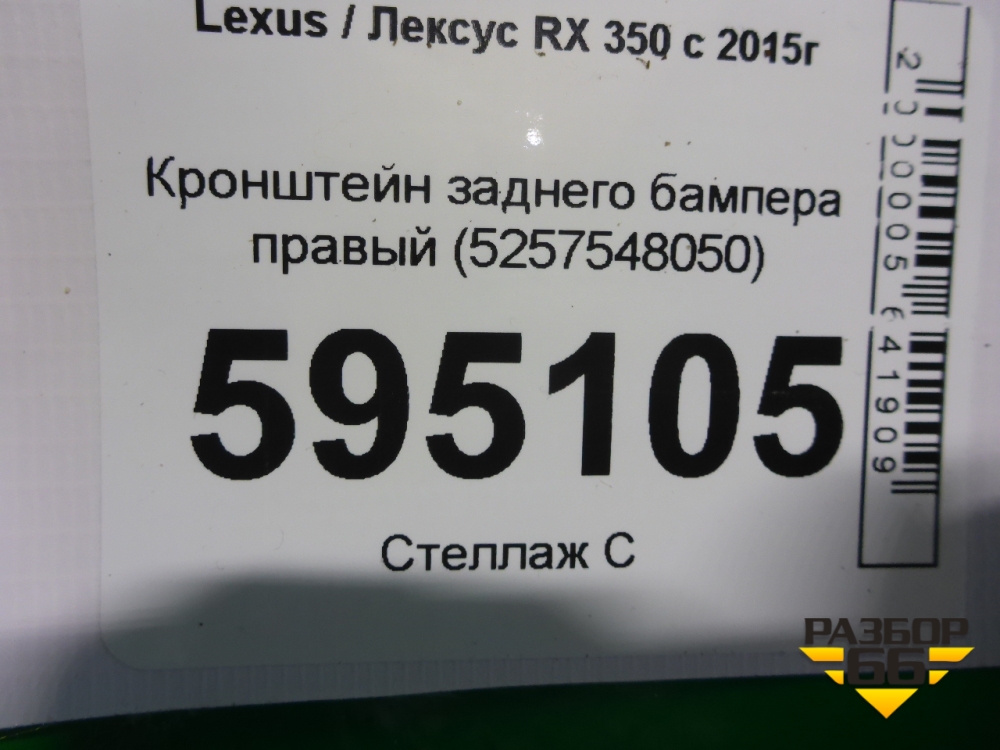 Lexus / Лексус RX 350 с 2015г
Кронштейн заднего бампера
правый (5257548050)
595105
Стеллаж С
2000005641909
РАЗБОР
66